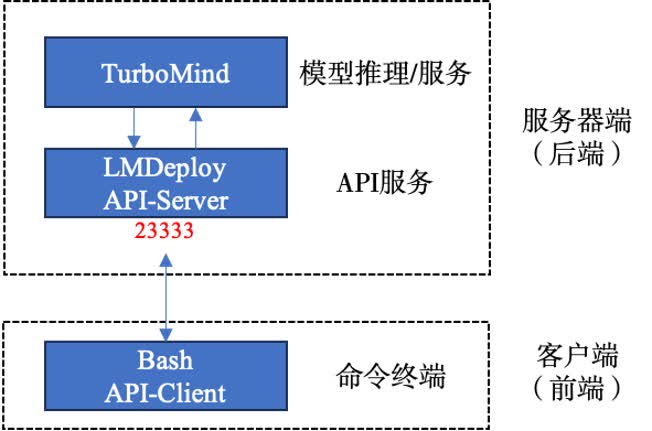 TurboMind
模型推理/服务
LMDeploy
API-Server
API服务
23333
服务器端
（后端）
Bash
API-Client
命令终端
客户端
（前端）